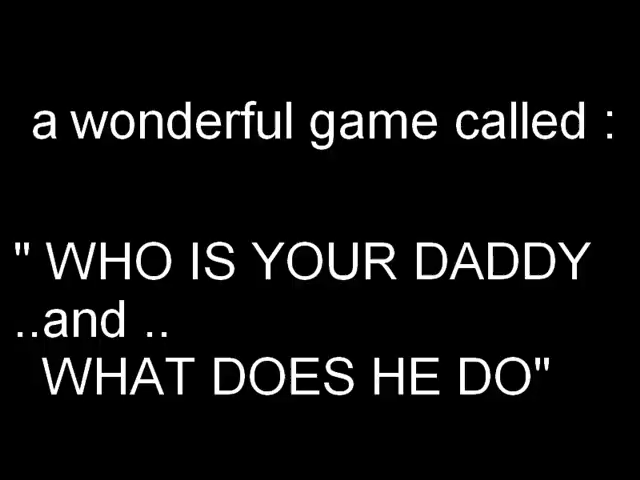 a wonderful game called :
" WHO IS YOUR DADDY
..and ..
WHAT DOES HE DO"